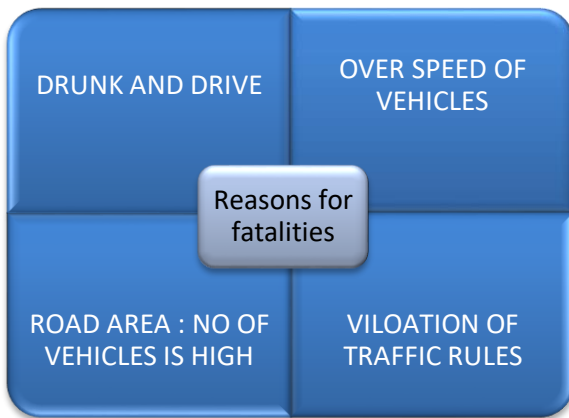 DRUNK AND DRIVE
OVER SPEED OF
VEHICLES
Reasons for
fatalities
ROAD AREA : NO OF
VEHICLES IS HIGH
VILOATION OF
TRAFFIC RULES